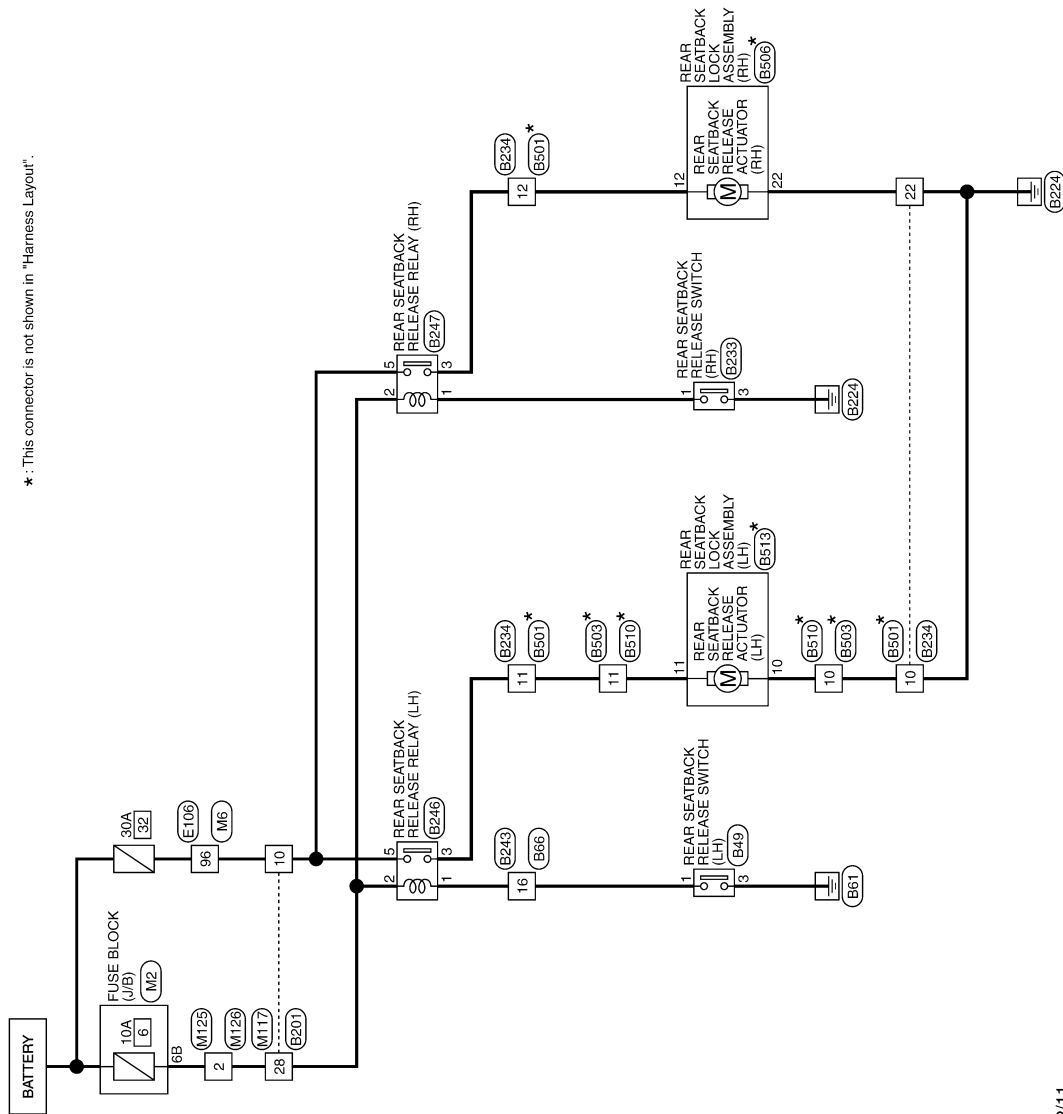 * : This connector is not shown in "Harness Layout".
BATTERY
FUSE BLOCK
(J/B)
M2
10A
6
6B
30A
32
M125
2
M126
M117
28
B201
E106
96
M6
10
REAR SEATBACK
RELEASE RELAY (LH)
B246
2
5
1
3
REAR SEATBACK
RELEASE RELAY (RH)
B247
2
5
1
3
B243
16
B66
B234
11
B501
*
B503
*
11
B510
*
B234
12
B501
*
REAR SEATBACK
RELEASE SWITCH
(LH)
B49
1
3
B61
REAR
SEATBACK
LOCK
ASSEMBLY
(LH)
*
B513
11
REAR
SEATBACK
RELEASE
ACTUATOR
(LH)
M
10
REAR SEATBACK
RELEASE SWITCH
(RH)
B233
1
3
B224
REAR
SEATBACK
LOCK
ASSEMBLY
(RH)
*
B506
12
REAR
SEATBACK
RELEASE
ACTUATOR
(RH)
M
22
B510
*
10
B503
*
B501
*
10
B234
22
B224